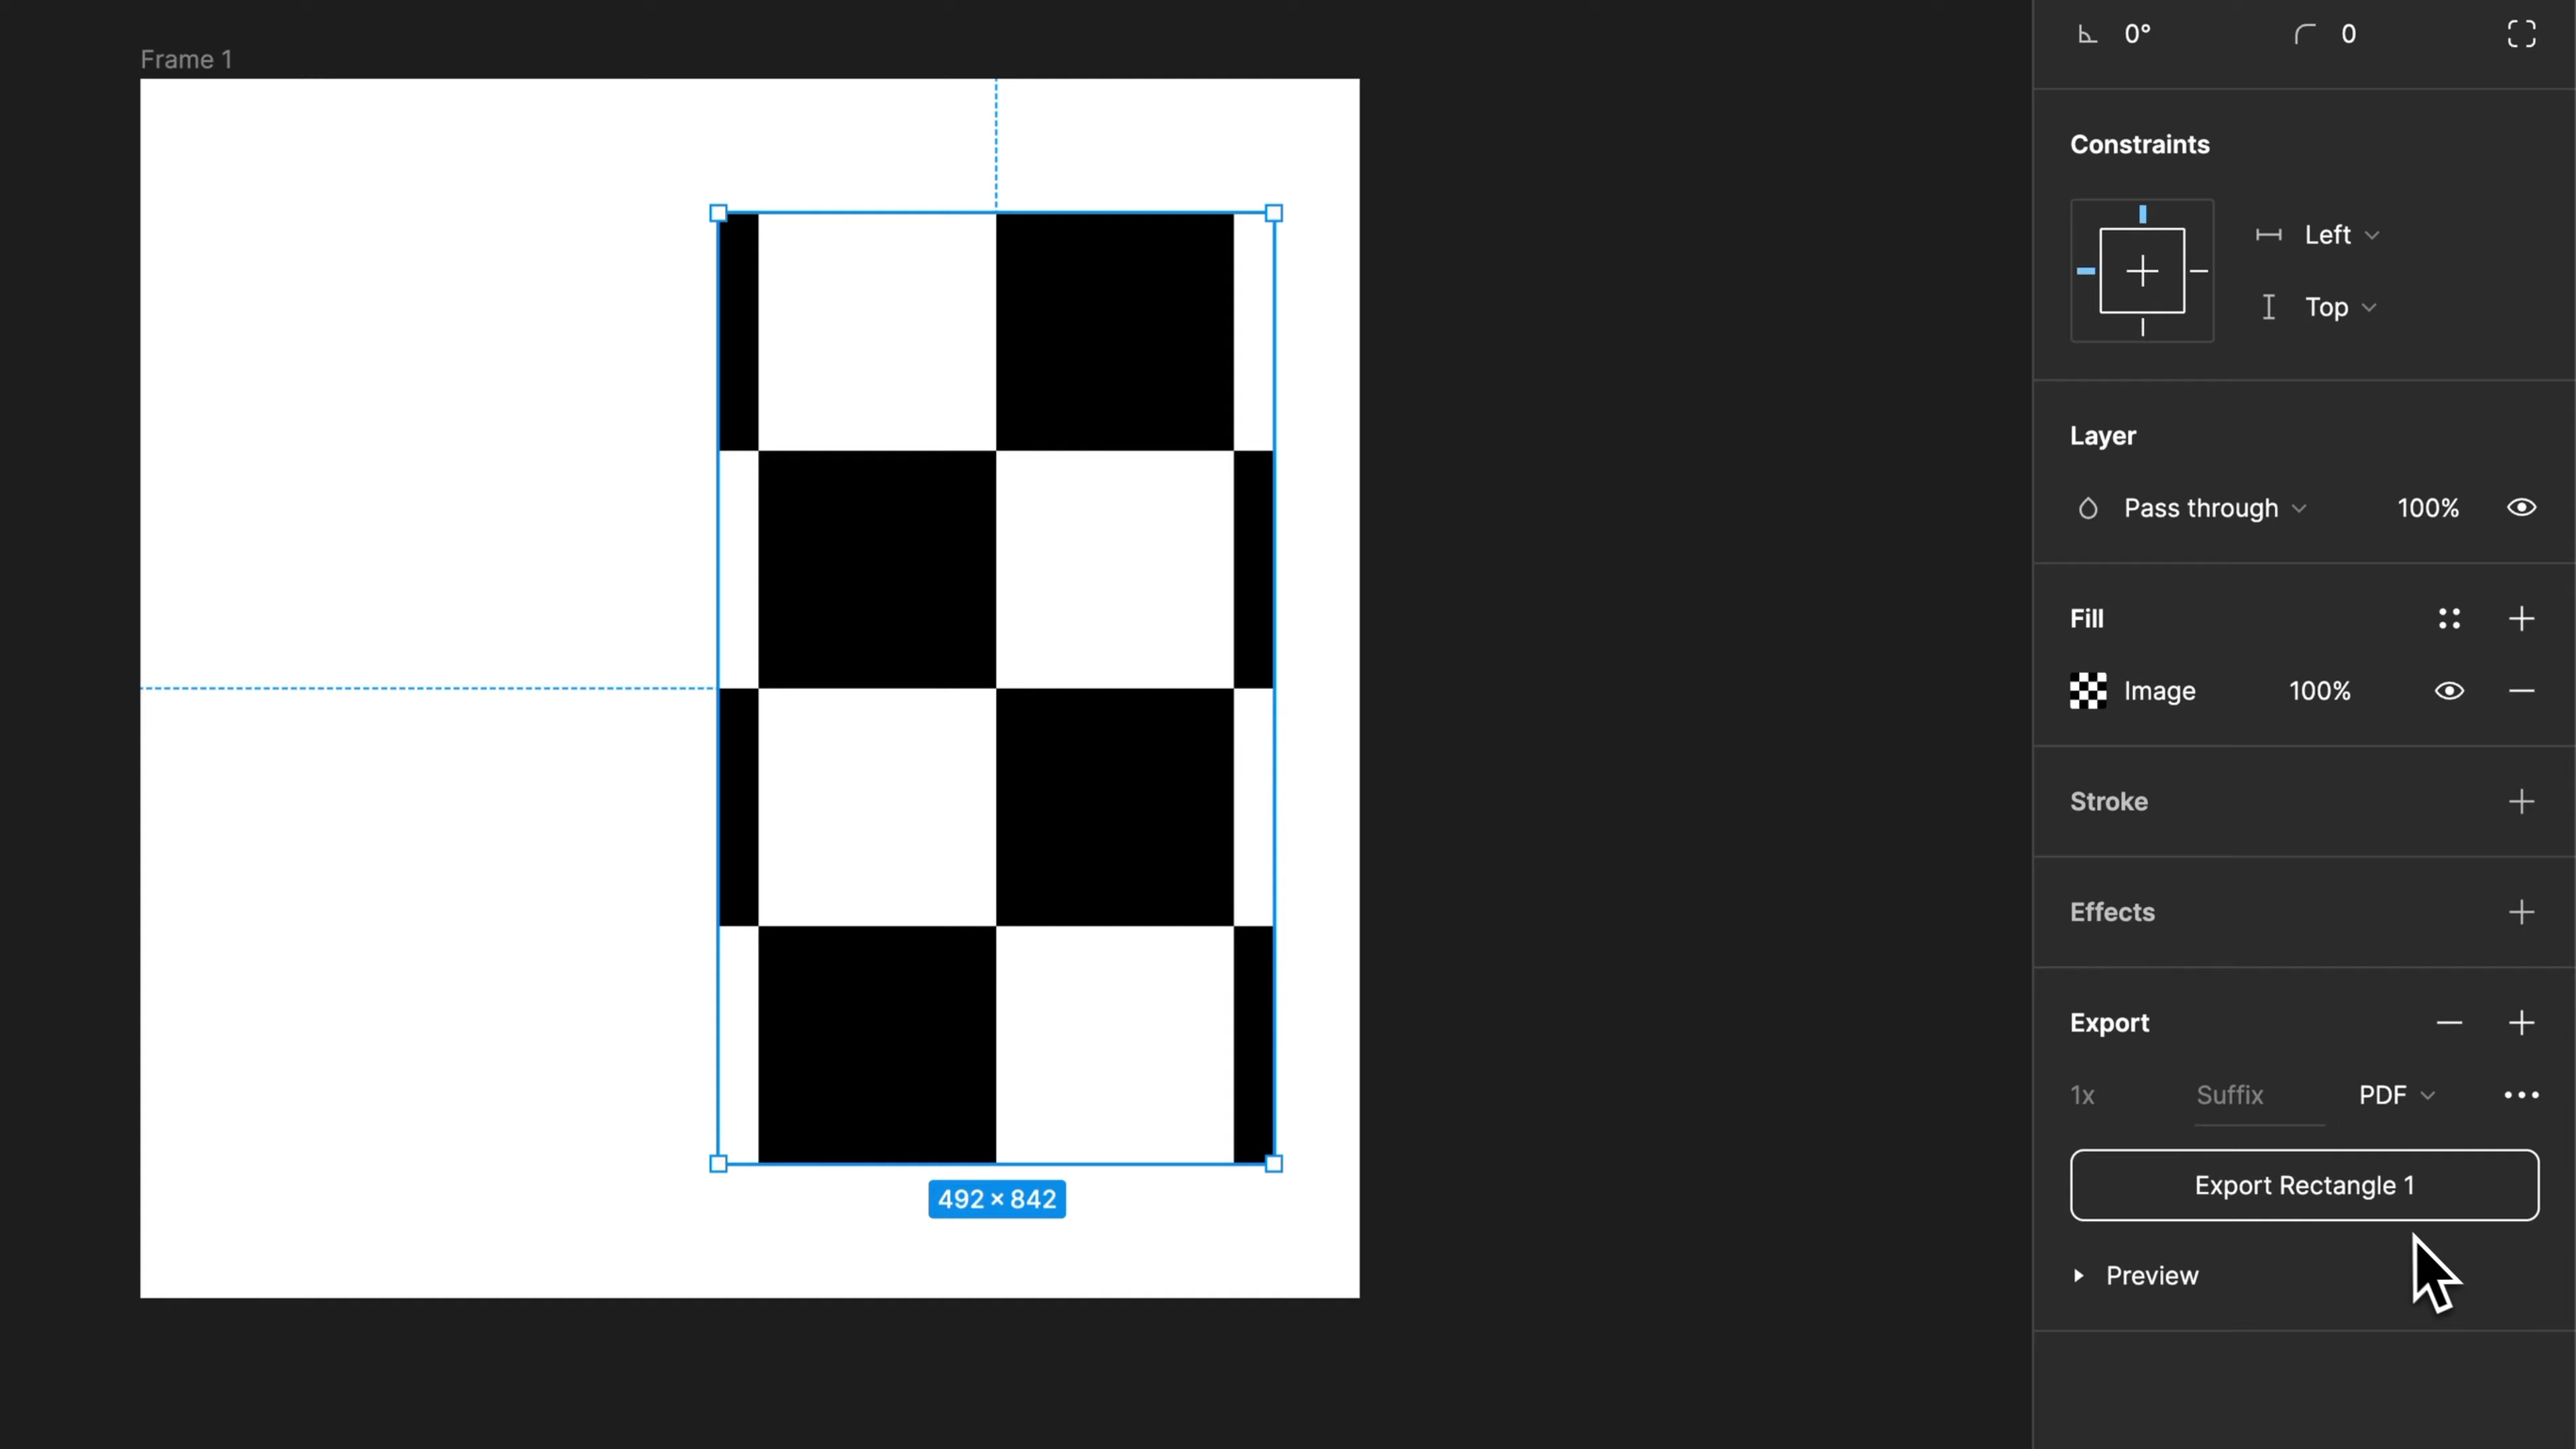 Frame 1
492 × 842
0° 0
Constraints
Left
Top
Layer
Pass through 100%
Fill
Image 100%
Stroke
Effects
Export
1x Suffix PDF
Export Rectangle 1
Preview